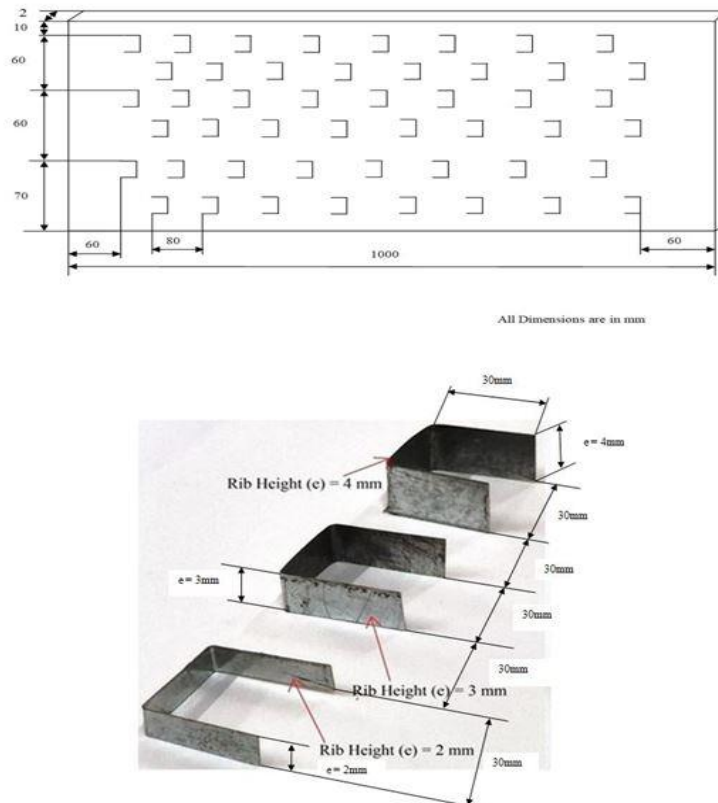 2
10
60
60
70
60
80
60
1000
All Dimensions are in mm
30mm
e = 4mm
Rib Height (e) = 4 mm
30mm
30mm
e = 3mm
30mm
30mm
Rib Height (e) = 3 mm
Rib Height (e) = 2 mm
30mm
e = 2mm